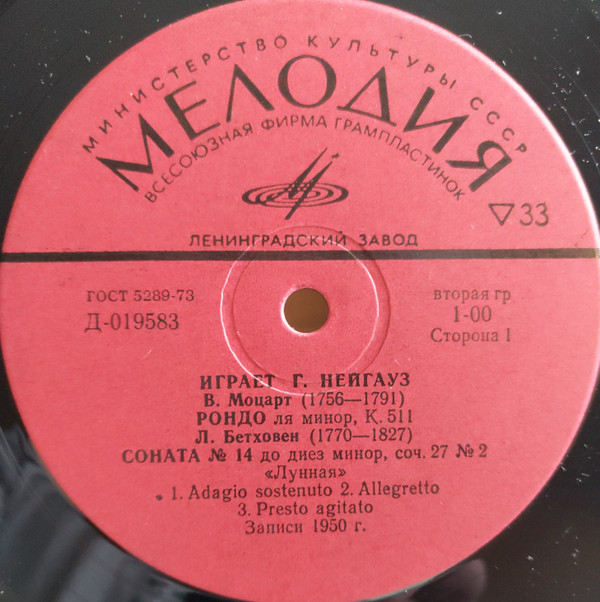 МИНИСТЕРСТВО КУЛЬТУРЫ СССР
МЕЛОДИЯ
ВСЕСОЮЗНАЯ ФИРМА ГРАМПЛАСТИНОК
▽33
ЛЕНИНГРАДСКИЙ ЗАВОД
ГОСТ 5289-73
Д-019583
вторая гр
1-00
Сторона 1
ИГРАЕТ Г. НЕЙГАУЗ
В. Моцарт (1756—1791)
РОНДО ля минор, К. 511
Л. Бетховен (1770—1827)
СОНАТА № 14 до диез минор, соч. 27 № 2
«Лунная»
1. Adagio sostenuto 2. Allegretto
3. Presto agitato
Записи 1950 г.